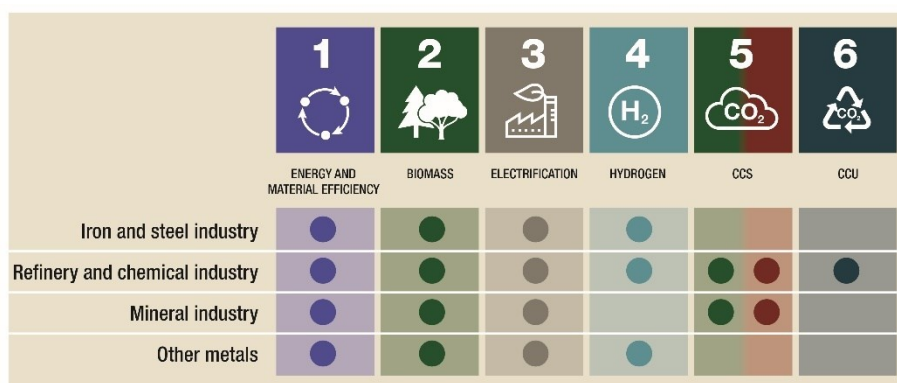 1 2 3 4 5 6
H₂ CO₂ CO₂
ENERGY AND
MATERIAL EFFICIENCY
BIOMASS
ELECTRIFICATION
HYDROGEN
CCS
CCU
Iron and steel industry
Refinery and chemical industry
Mineral industry
Other metals